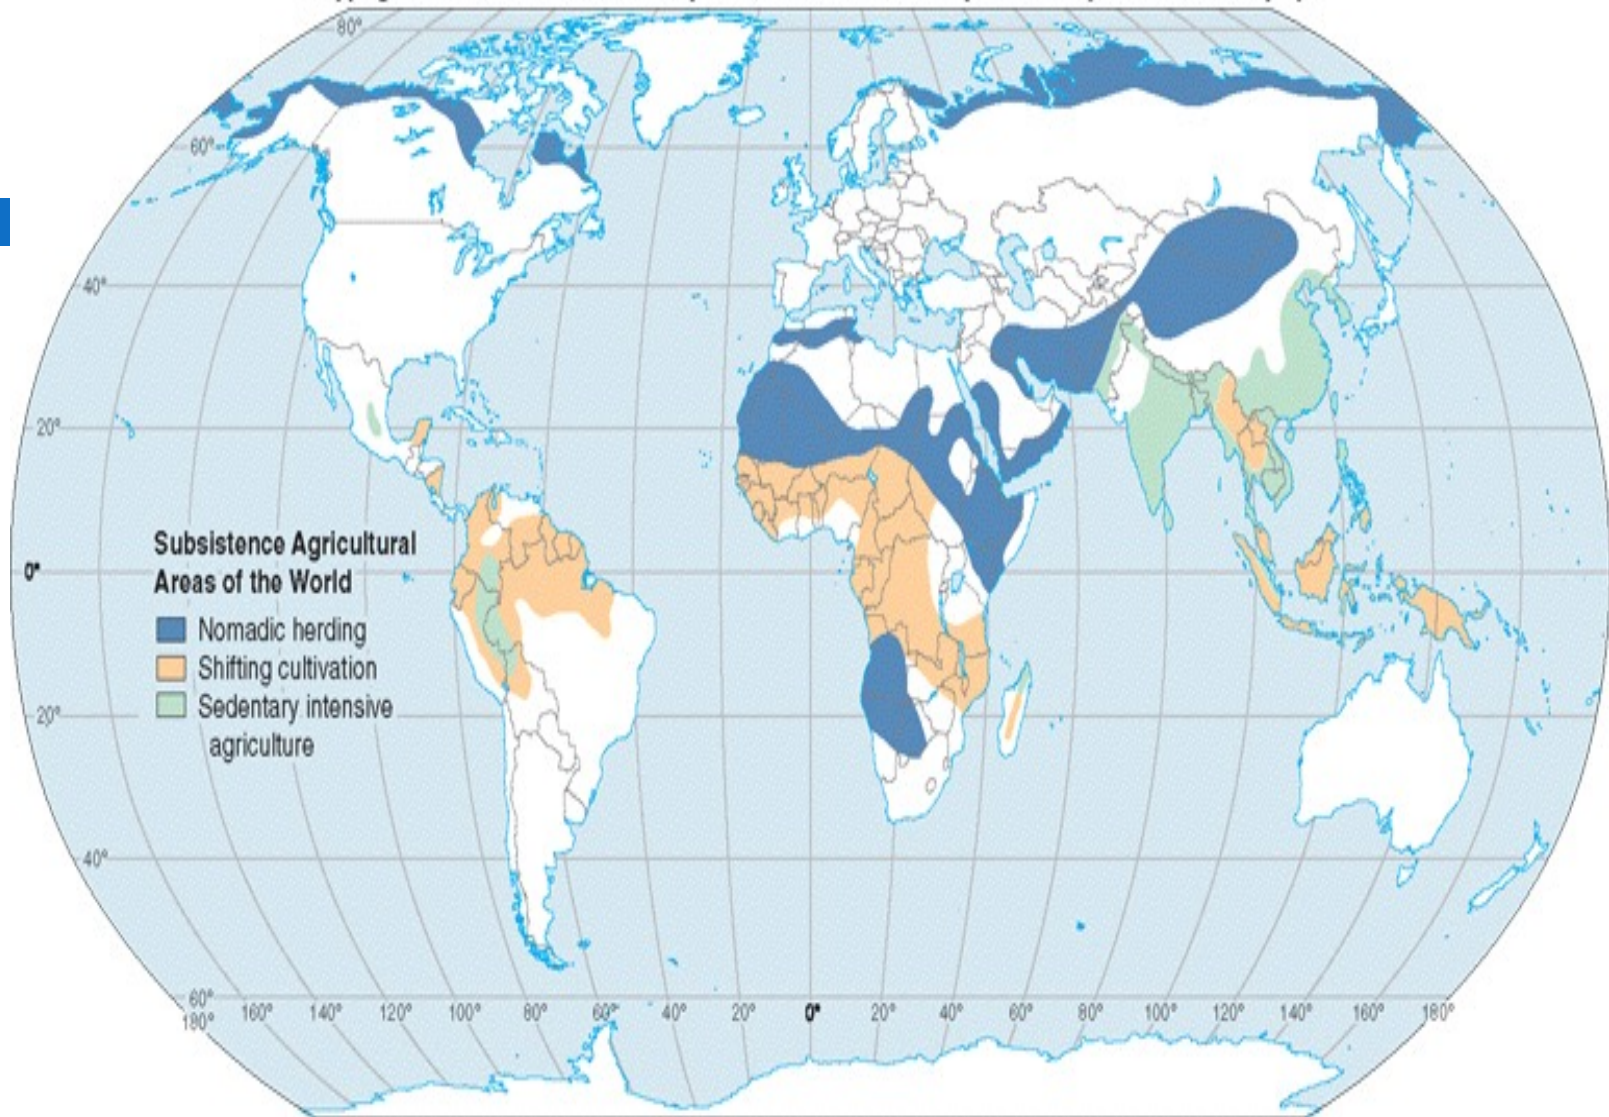 80°
60°
40°
20°
Subsistence Agricultural
Areas of the World
0°
Nomadic herding
Shifting cultivation
Sedentary intensive
agriculture
20°
40°
60°
180° 160° 140° 120° 100° 80° 60° 40° 20° 0° 20° 40° 60° 80° 100° 120° 140° 160° 180°